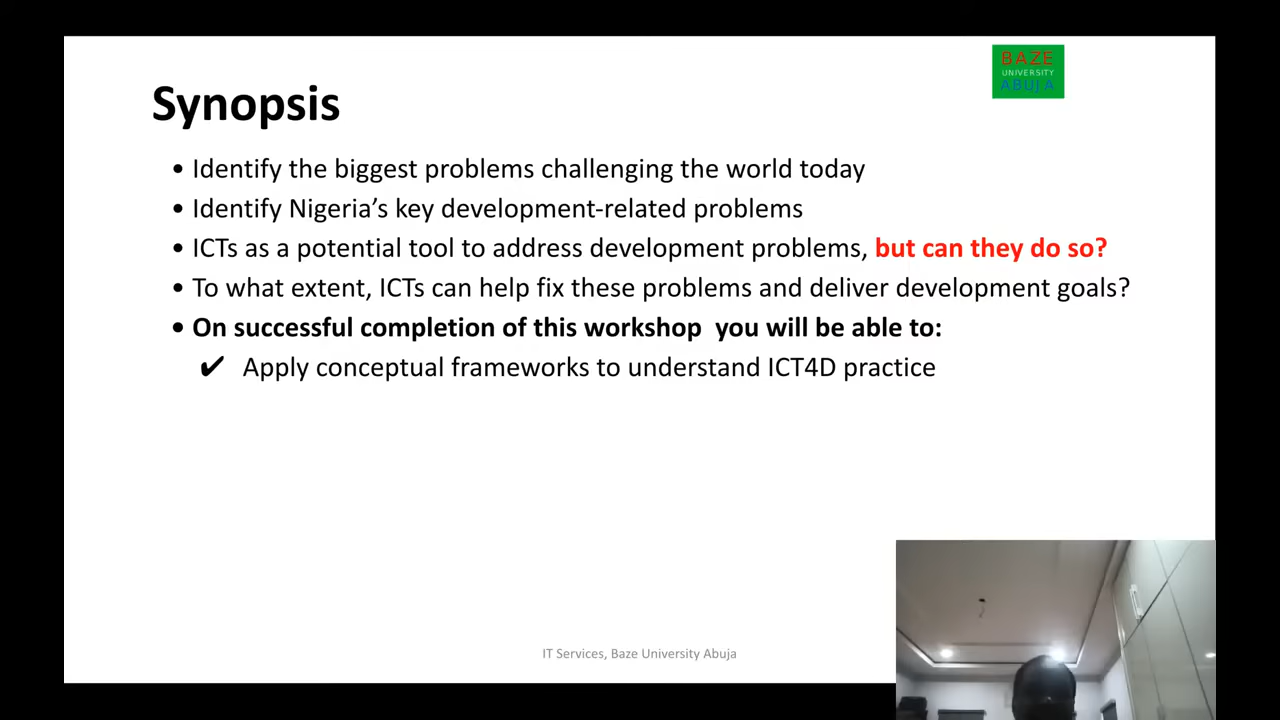 BAZE
UNIVERSITY
ABUJA
Synopsis
• Identify the biggest problems challenging the world today
• Identify Nigeria’s key development-related problems
• ICTs as a potential tool to address development problems, but can they do so?
• To what extent, ICTs can help fix these problems and deliver development goals?
• On successful completion of this workshop you will be able to:
✔ Apply conceptual frameworks to understand ICT4D practice
IT Services, Baze University Abuja